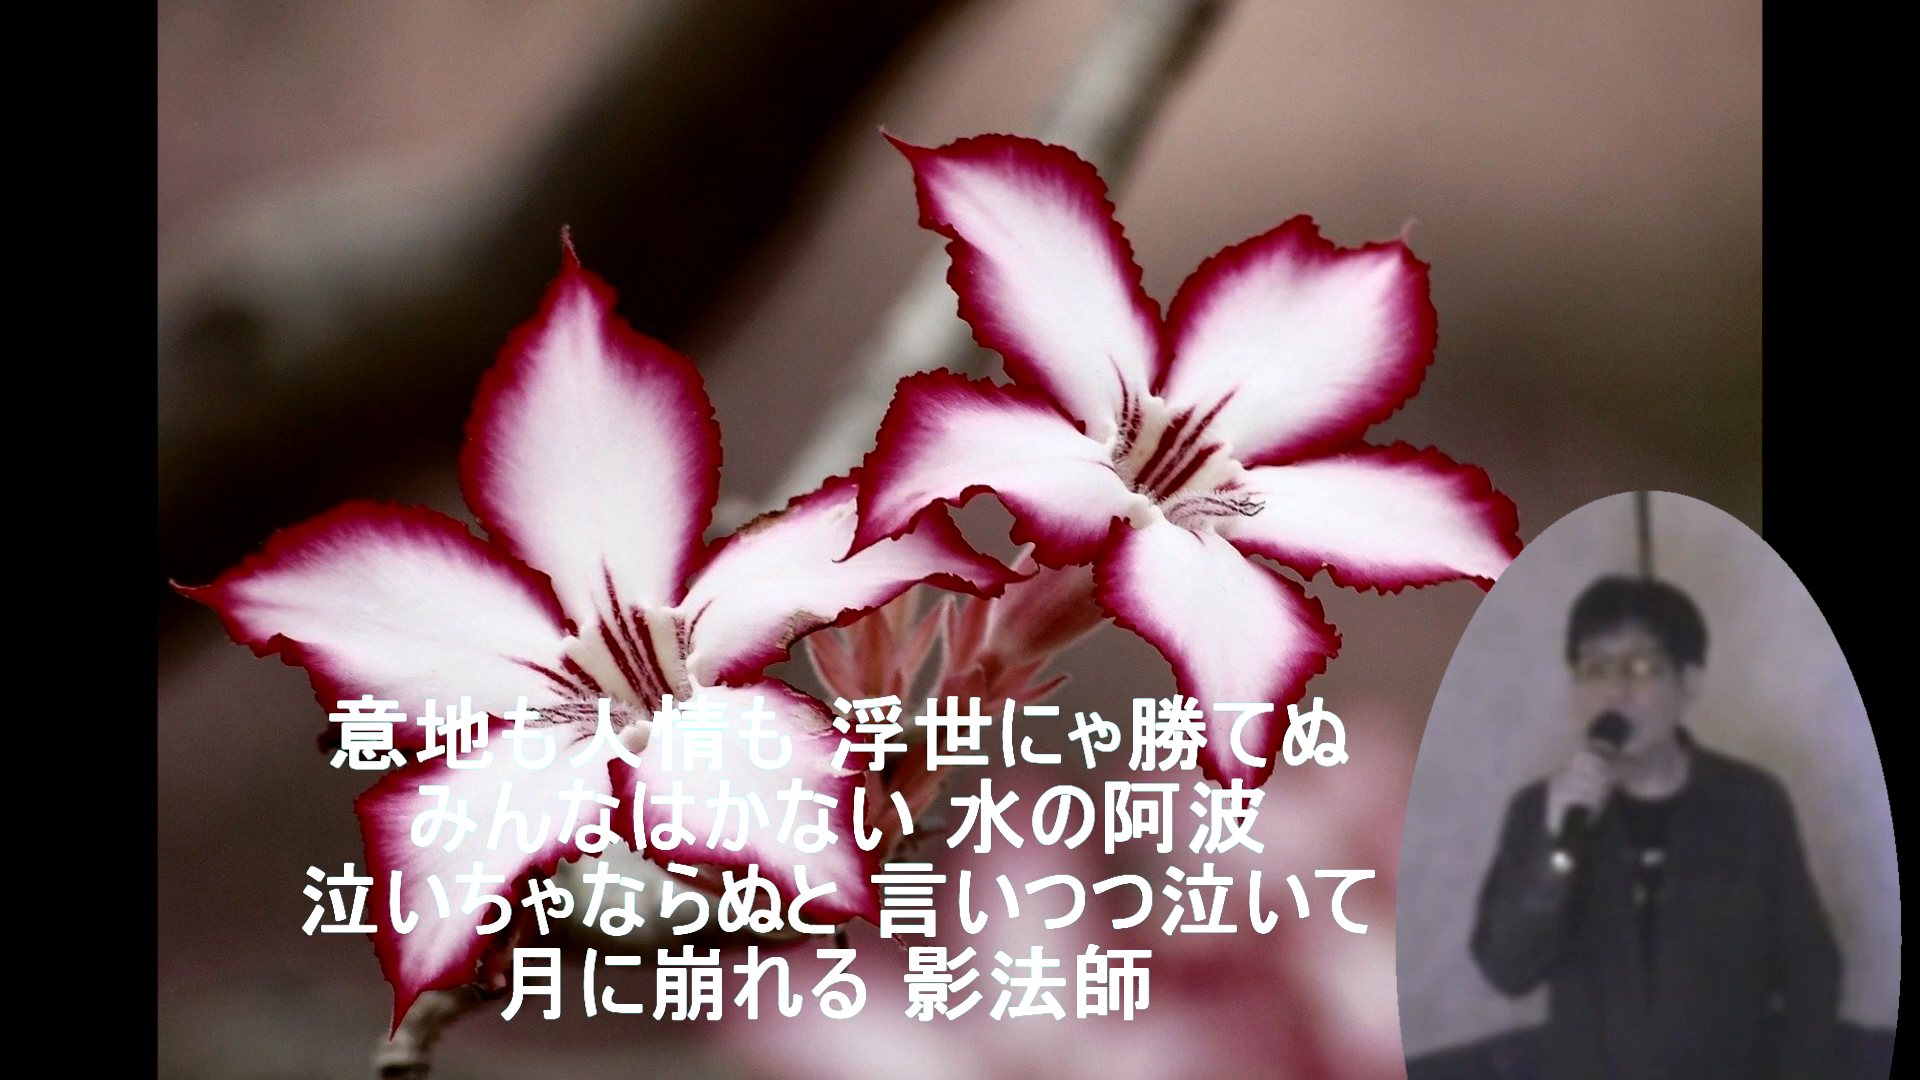 意地も人情も 浮世にゃ勝てぬ
みんなはかない 水の阿波
泣いちゃならぬと 言いつつ泣いて
月に崩れる 影法師